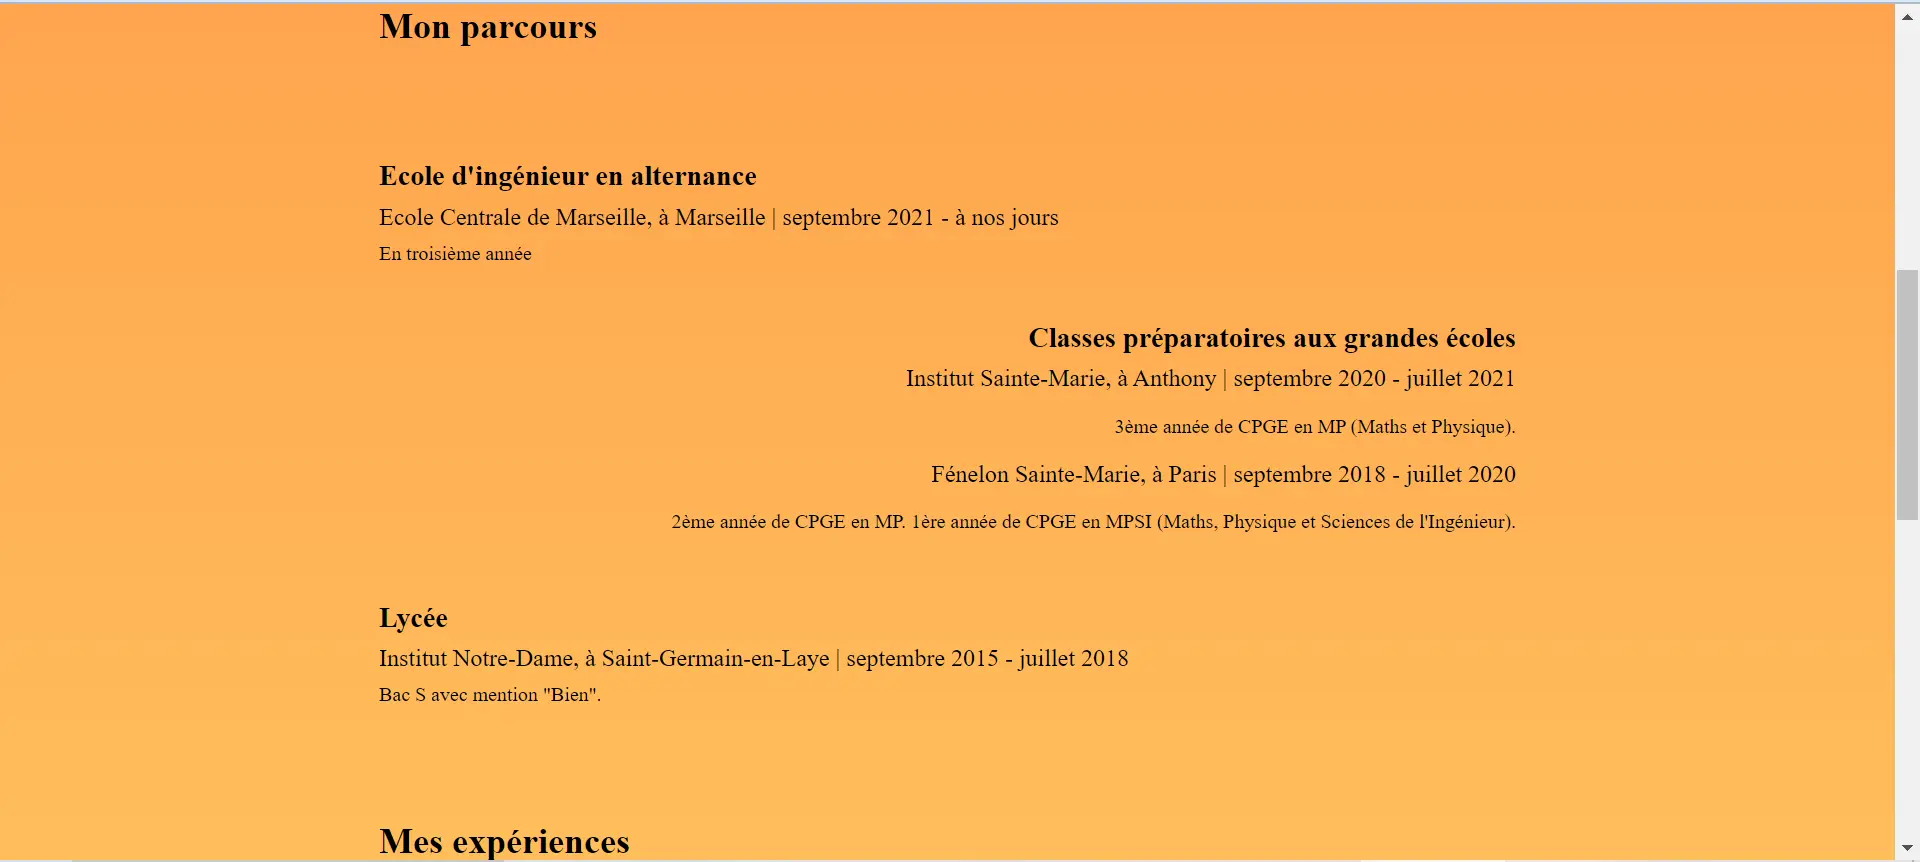 Mon parcours
Ecole d'ingénieur en alternance
Ecole Centrale de Marseille, à Marseille | septembre 2021 - à nos jours
En troisième année
Classes préparatoires aux grandes écoles
Institut Sainte-Marie, à Anthony | septembre 2020 - juillet 2021
3ème année de CPGE en MP (Maths et Physique).
Fénelon Sainte-Marie, à Paris | septembre 2018 - juillet 2020
2ème année de CPGE en MP. 1ère année de CPGE en MPSI (Maths, Physique et Sciences de l'Ingénieur).
Lycée
Institut Notre-Dame, à Saint-Germain-en-Laye | septembre 2015 - juillet 2018
Bac S avec mention "Bien".
Mes expériences